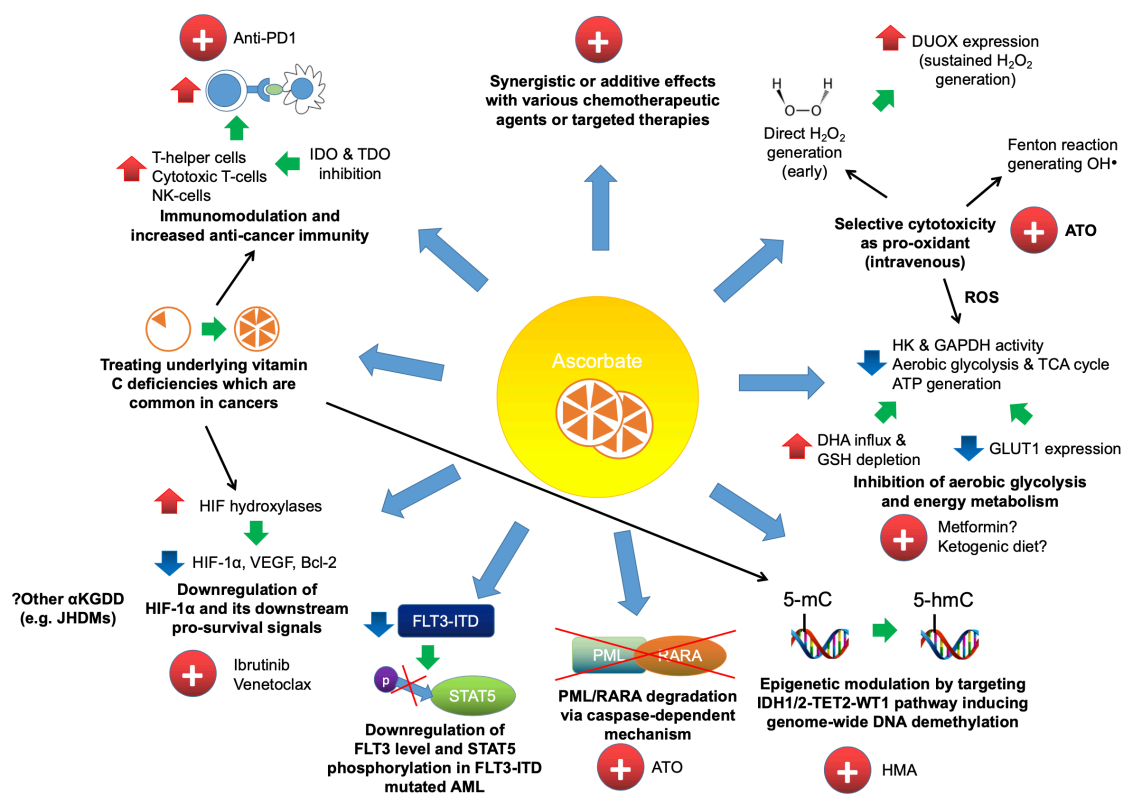 Anti-PD1
T-helper cells
Cytotoxic T-cells
NK-cells
IDO & TDO
inhibition
Immunomodulation and
increased anti-cancer immunity
Synergistic or additive effects
with various chemotherapeutic
agents or targeted therapies
DUOX expression
(sustained H₂O₂
generation)
H H
O O
Direct H₂O₂
generation
(early)
Fenton reaction
generating OH•
Selective cytotoxicity
as pro-oxidant
(intravenous)
ATO
ROS
Ascorbate
Treating underlying vitamin
C deficiencies which are
common in cancers
HK & GAPDH activity
Aerobic glycolysis & TCA cycle
ATP generation
DHA influx &
GSH depletion
GLUT1 expression
Inhibition of aerobic glycolysis
and energy metabolism
Metformin?
Ketogenic diet?
HIF hydroxylases
HIF-1α, VEGF, Bcl-2
Downregulation of
HIF-1α and its downstream
pro-survival signals
?Other αKGDD
(e.g. JHDMs)
Ibrutinib
Venetoclax
FLT3-ITD
p
STAT5
Downregulation of
FLT3 level and STAT5
phosphorylation in FLT3-ITD
mutated AML
PML RARA
PML/RARA degradation
via caspase-dependent
mechanism
ATO
5-mC 5-hmC
Epigenetic modulation by targeting
IDH1/2-TET2-WT1 pathway inducing
genome-wide DNA demethylation
HMA